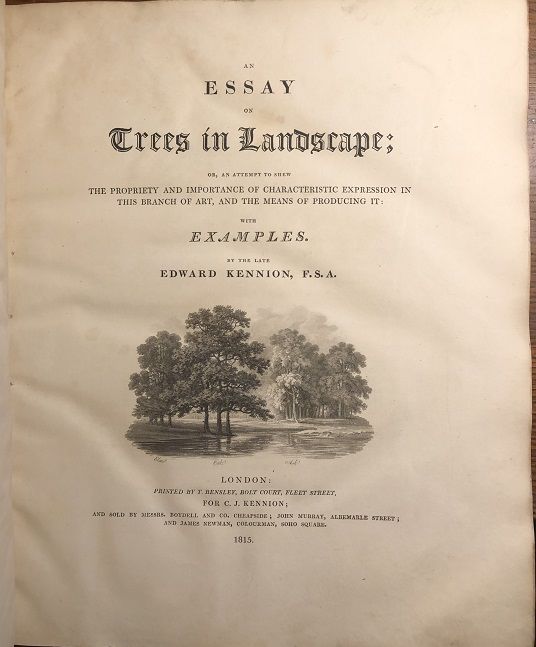 AN
ESSAY
ON
Trees in Landscape;
OR, AN ATTEMPT TO SHEW
THE PROPRIETY AND IMPORTANCE OF CHARACTERISTIC EXPRESSION IN
THIS BRANCH OF ART, AND THE MEANS OF PRODUCING IT:
WITH
EXAMPLES.
BY THE LATE
EDWARD KENNION, F.S.A.
LONDON:
PRINTED BY T. BENSLEY, BOLT COURT, FLEET STREET,
FOR C. J. KENNION;
AND SOLD BY MESSRS. BOYDELL AND CO. CHEAPSIDE; JOHN MURRAY, ALBEMARLE STREET;
AND JAMES NEWMAN, COLOURMAN, SOHO SQUARE.
1815.